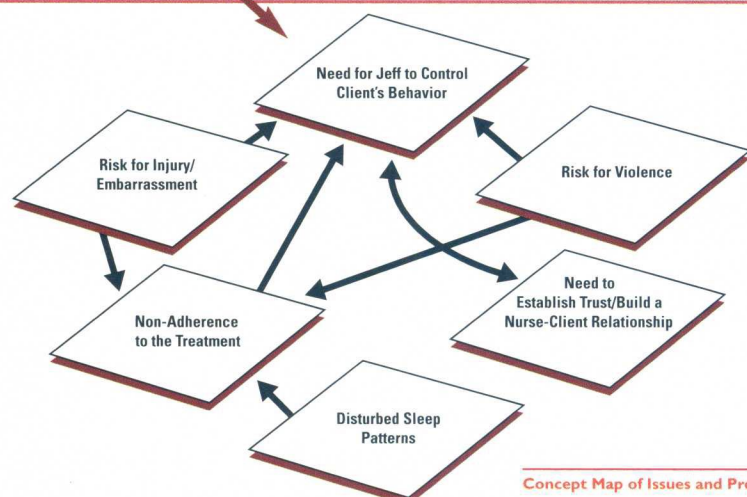 Need for Jeff to Control
Client's Behavior
Risk for Injury/
Embarrassment
Risk for Violence
Need to
Establish Trust/Build a
Nurse-Client Relationship
Non-Adherence
to the Treatment
Disturbed Sleep
Patterns
Concept Map of Issues and Pro